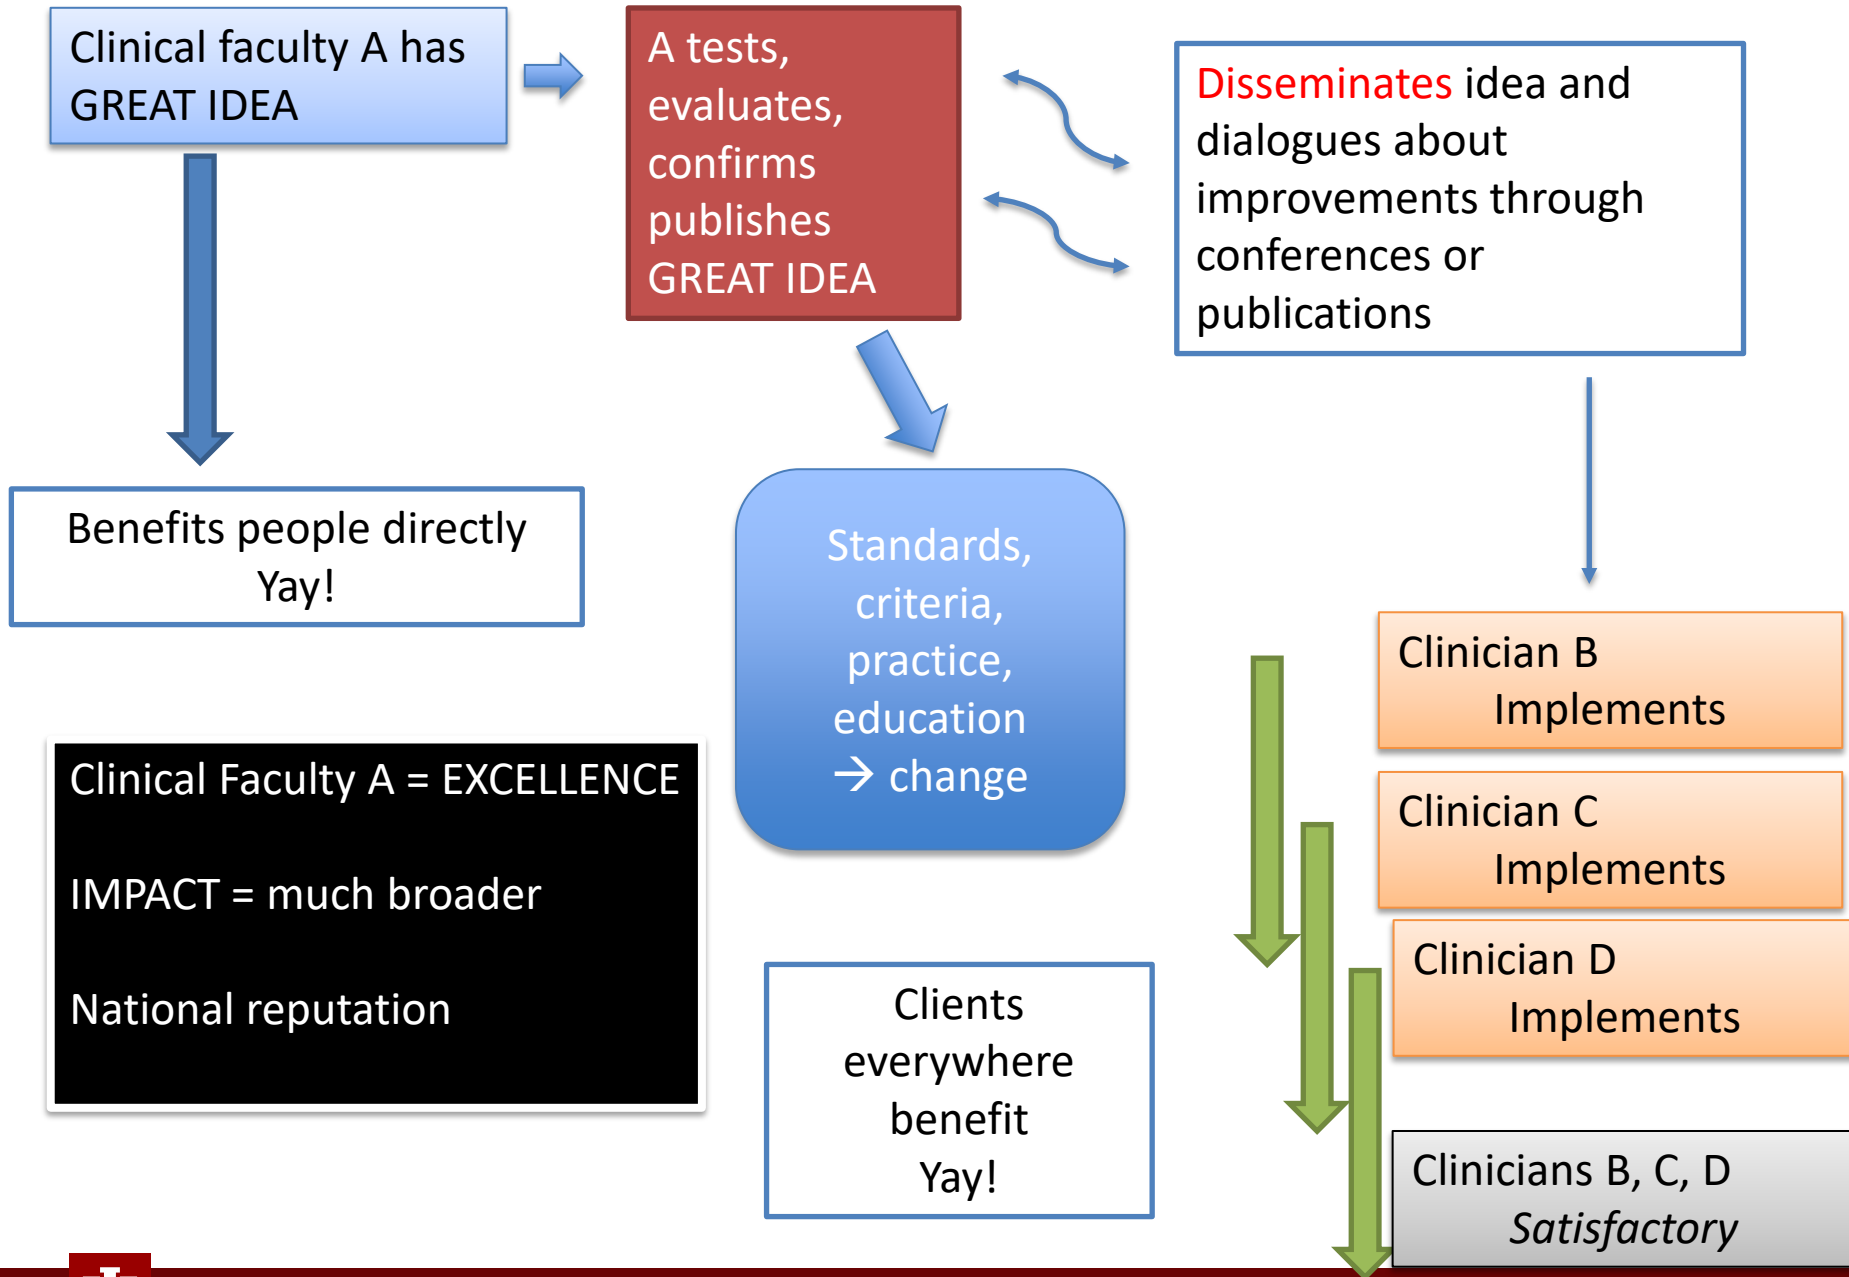 Clinical faculty A has
GREAT IDEA
A tests,
evaluates,
confirms
publishes
GREAT IDEA
Disseminates idea and
dialogues about
improvements through
conferences or
publications
Benefits people directly
Yay!
Standards,
criteria,
practice,
education
→ change
Clinician B
Implements
Clinician C
Implements
Clinician D
Implements
Clinical Faculty A = EXCELLENCE
IMPACT = much broader
National reputation
Clients
everywhere
benefit
Yay!
Clinicians B, C, D
Satisfactory